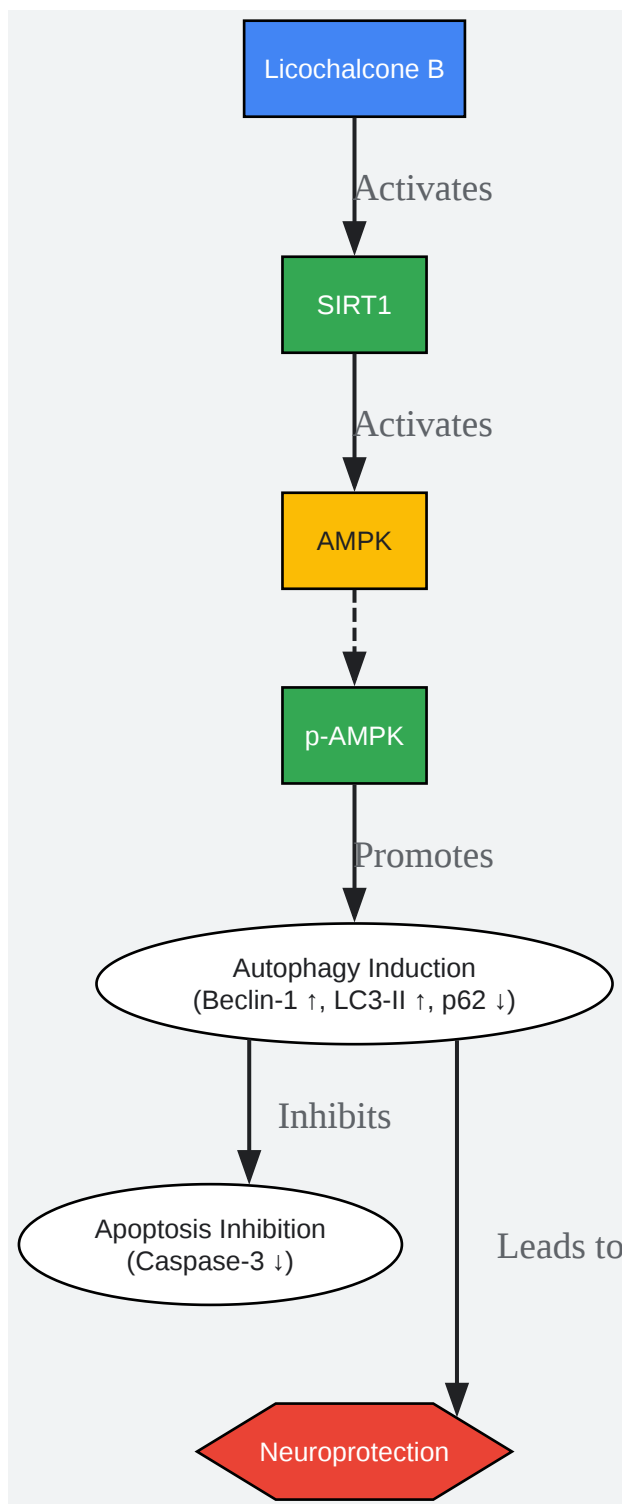 Licochalcone B
Activates
SIRT1
Activates
AMPK
p-AMPK
Promotes
Autophagy Induction
(Beclin-1 ↑, LC3-II ↑, p62 ↓)
Inhibits
Apoptosis Inhibition
(Caspase-3 ↓)
Leads to
Neuroprotection